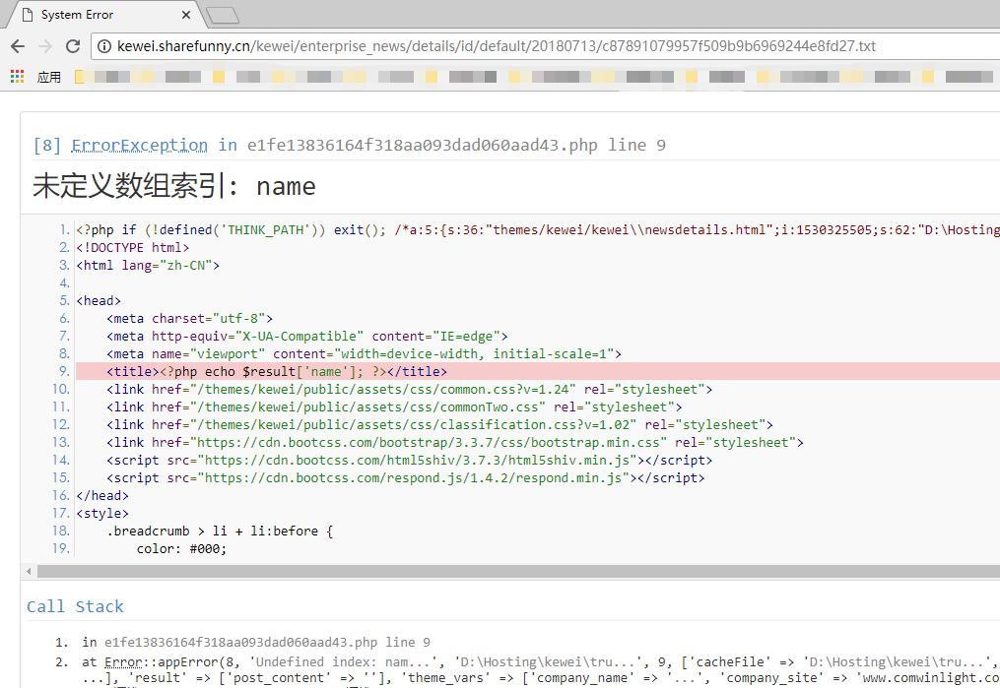 System Error
kewei.sharefunny.cn/kewei/enterprise_news/details/id/default/20180713/c87891079957f509b9b6969244e8fd27.txt
应用
[8] ErrorException in e1fe13836164f318aa093dad060aad43.php line 9
未定义数组索引: name
1. <?php if (!defined('THINK_PATH')) exit(); /*a:5:{s:36:"themes/kewei/kewei\\newsdetails.html";i:1530325505;s:62:"D:\Hosting
2. <!DOCTYPE html>
3. <html lang="zh-CN">
4.
5. <head>
6. <meta charset="utf-8">
7. <meta http-equiv="X-UA-Compatible" content="IE=edge">
8. <meta name="viewport" content="width=device-width, initial-scale=1">
9. <title><?php echo $result['name']; ?></title>
10. <link href="/themes/kewei/public/assets/css/common.css?v=1.24" rel="stylesheet">
11. <link href="/themes/kewei/public/assets/css/commonTwo.css" rel="stylesheet">
12. <link href="/themes/kewei/public/assets/css/classification.css?v=1.02" rel="stylesheet">
13. <link href="https://cdn.bootcss.com/bootstrap/3.3.7/css/bootstrap.min.css" rel="stylesheet">
14. <script src="https://cdn.bootcss.com/html5shiv/3.7.3/html5shiv.min.js"></script>
15. <script src="https://cdn.bootcss.com/respond.js/1.4.2/respond.min.js"></script>
16. </head>
17. <style>
18. .breadcrumb > li + li:before {
19. color: #000;
Call Stack
1. in e1fe13836164f318aa093dad060aad43.php line 9
2. at Error::appError(8, 'Undefined index: nam...', 'D:\Hosting\kewei\tru...', 9, ['cacheFile' => 'D:\Hosting\kewei\tru...',
...], 'result' => ['post_content' => ''], 'theme_vars' => ['company_name' => '...', 'company_site' => 'www.comwinlight.co